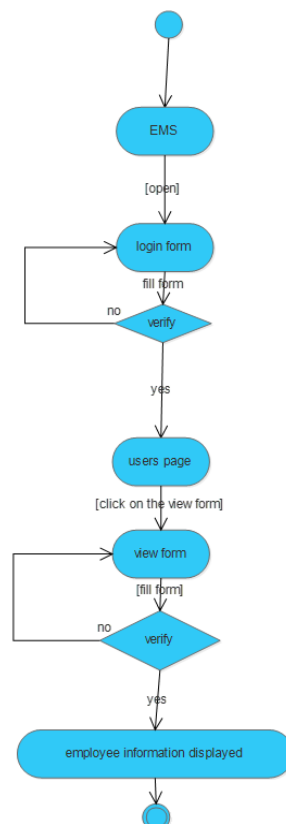 EMS
[open]
login form
fill form
no
verify
yes
users page
[click on the view form]
view form
[fill form]
no
verify
yes
employee information displayed